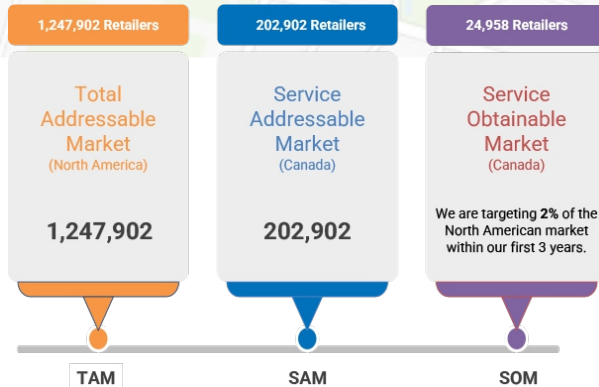 1,247,902 Retailers
202,902 Retailers
24,958 Retailers
Total
Addressable
Market
(North America)
1,247,902
Service
Addressable
Market
(Canada)
202,902
Service
Obtainable
Market
(Canada)
We are targeting 2% of the
North American market
within our first 3 years.
TAM
SAM
SOM